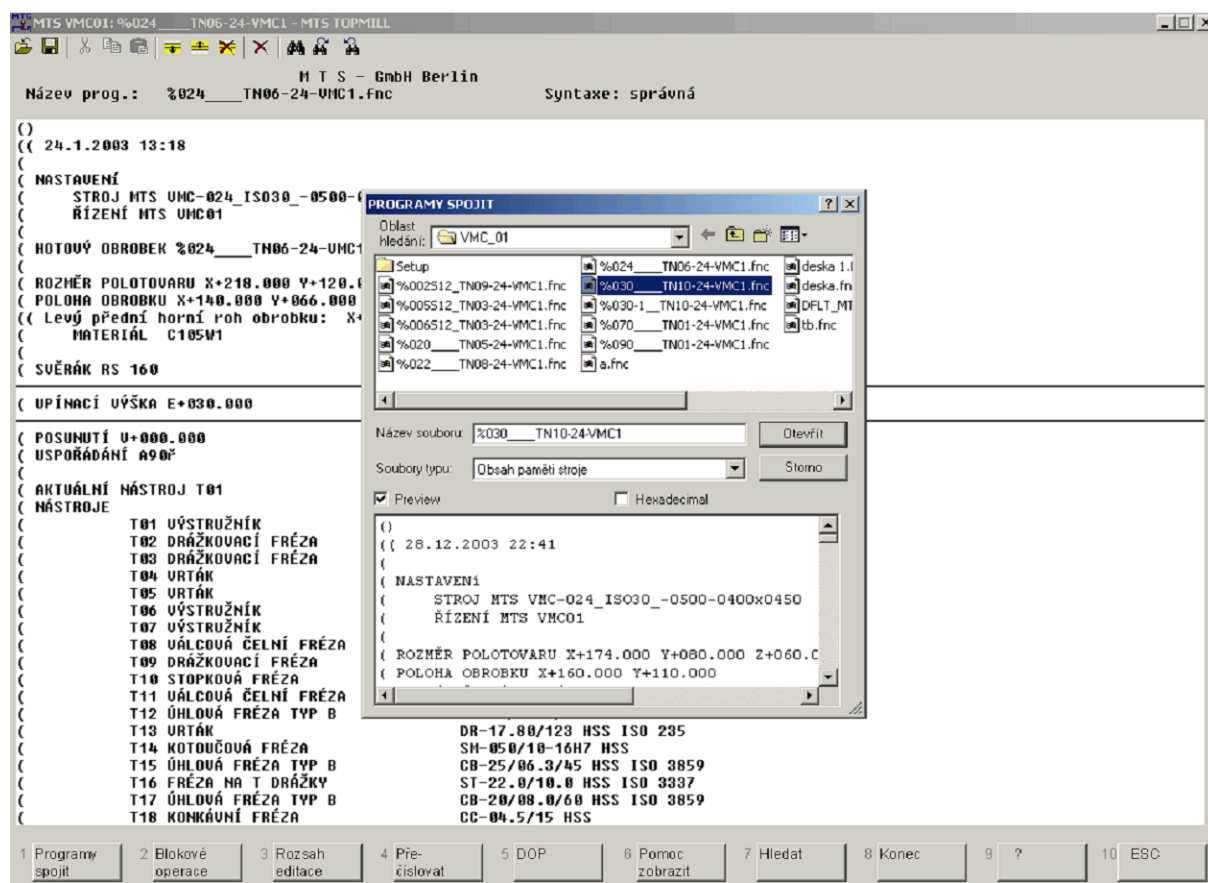 MTS VMC01: %024____TN06-24-VMC1 - MTS TOPMILL
M T S - GmbH Berlin
Název prog.: %024____TN06-24-VMC1.fnc Syntaxe: správná
()
(( 24.1.2003 13:18
(
( NASTAVENÍ
( STROJ MTS VMC-024_ISO30_-0500-
( ŘÍZENÍ MTS VMC01
(
( HOTOVÝ OBROBEK %024____TN06-24-VMC1
(
( ROZMĚR POLOTOVARU X+218.000 Y+120.
( POLOHA OBROBKU X+140.000 Y+066.000
(( Levý přední horní roh obrobku: X+
( MATERIÁL C105W1
(
( SVĚRÁK RS 160
( UPÍNACÍ VÝŠKA E+030.000
( POSUNUTÍ V+000.000
( USPOŘÁDÁNÍ A90ř
(
( AKTUÁLNÍ NÁSTROJ T01
( NÁSTROJE
( T01 VÝSTRUŽNÍK
( T02 DRÁŽKOVACÍ FRÉZA
( T03 DRÁŽKOVACÍ FRÉZA
( T04 VRTÁK
( T05 VRTÁK
( T06 VÝSTRUŽNÍK
( T07 VÝSTRUŽNÍK
( T08 VÁLCOVÁ ČELNÍ FRÉZA
( T09 DRÁŽKOVACÍ FRÉZA
( T10 STOPKOVÁ FRÉZA
( T11 VÁLCOVÁ ČELNÍ FRÉZA
( T12 ÚHLOVÁ FRÉZA TYP B
( T13 VRTÁK DR-17.80/123 HSS ISO 235
( T14 KOTOUČOVÁ FRÉZA SM-050/10-16H7 HSS
( T15 ÚHLOVÁ FRÉZA TYP B CB-25/06.3/45 HSS ISO 3859
( T16 FRÉZA NA T DRÁŽKY ST-22.0/10.0 HSS ISO 3337
( T17 ÚHLOVÁ FRÉZA TYP B CB-20/08.0/60 HSS ISO 3859
( T18 KONKÁVNÍ FRÉZA CC-04.5/15 HSS
PROGRAMY SPOJIT
Oblast
hledání: VMC_01
Setup %024____TN06-24-VMC1.fnc deska 1.
%002512_TN09-24-VMC1.fnc %030____TN10-24-VMC1.fnc deska.fn
%005512_TN03-24-VMC1.fnc %030-1__TN10-24-VMC1.fnc DFLT_MT
%006512_TN03-24-VMC1.fnc %070____TN01-24-VMC1.fnc tb.fnc
%020____TN05-24-VMC1.fnc %090____TN01-24-VMC1.fnc
%022____TN08-24-VMC1.fnc a.fnc
Název souboru: %030____TN10-24-VMC1 Otevřít
Soubory typu: Obsah paměti stroje Storno
Preview Hexadecimal
()
(( 28.12.2003 22:41
(
( NASTAVENí
( STROJ MTS VMC-024_ISO30_-0500-0400x0450
( ŘÍZENÍ MTS VMC01
(
( ROZMĚR POLOTOVARU X+174.000 Y+080.000 Z+060.0
( POLOHA OBROBKU X+160.000 Y+110.000
1 Programy spojit
2 Blokové operace
3 Rozsah editace
4 Pře- číslovat
5 DOP
6 Pomoc zobrazit
7 Hledat
8 Konec
9 ?
10 ESC